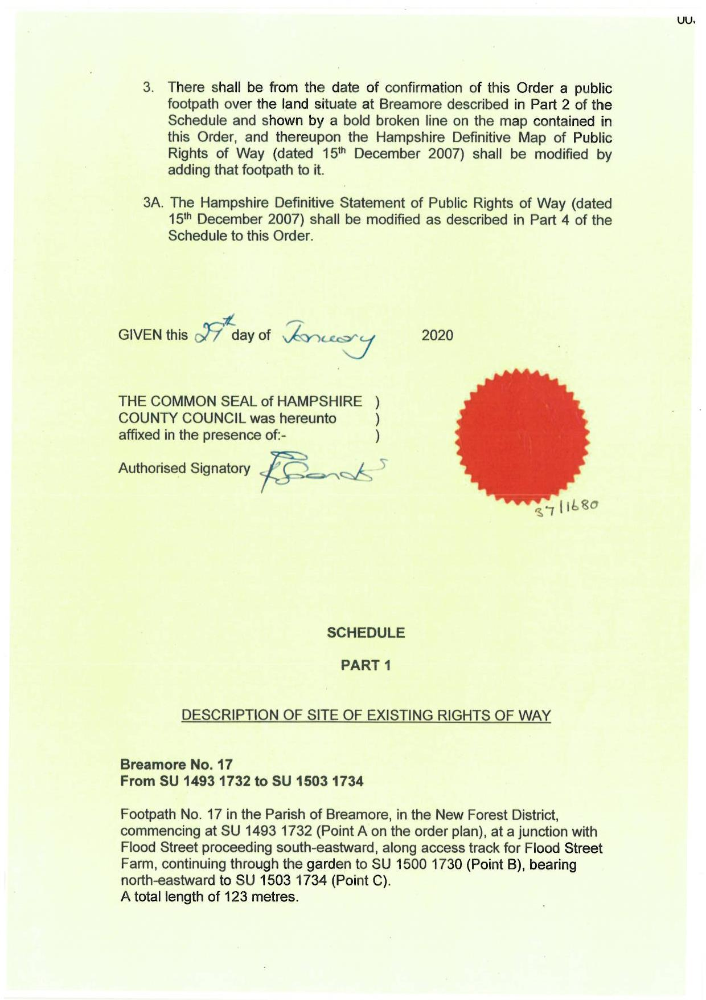 3. There shall be from the date of confirmation of this Order a public
footpath over the land situate at Breamore described in Part 2 of the
Schedule and shown by a bold broken line on the map contained in
this Order, and thereupon the Hampshire Definitive Map of Public
Rights of Way (dated 15th December 2007) shall be modified by
adding that footpath to it.
3A. The Hampshire Definitive Statement of Public Rights of Way (dated
15th December 2007) shall be modified as described in Part 4 of the
Schedule to this Order.
GIVEN this 29th day of January 2020
THE COMMON SEAL of HAMPSHIRE )
COUNTY COUNCIL was hereunto )
affixed in the presence of:- )
Authorised Signatory
37/1680
SCHEDULE
PART 1
DESCRIPTION OF SITE OF EXISTING RIGHTS OF WAY
Breamore No. 17
From SU 1493 1732 to SU 1503 1734
Footpath No. 17 in the Parish of Breamore, in the New Forest District,
commencing at SU 1493 1732 (Point A on the order plan), at a junction with
Flood Street proceeding south-eastward, along access track for Flood Street
Farm, continuing through the garden to SU 1500 1730 (Point B), bearing
north-eastward to SU 1503 1734 (Point C).
A total length of 123 metres.